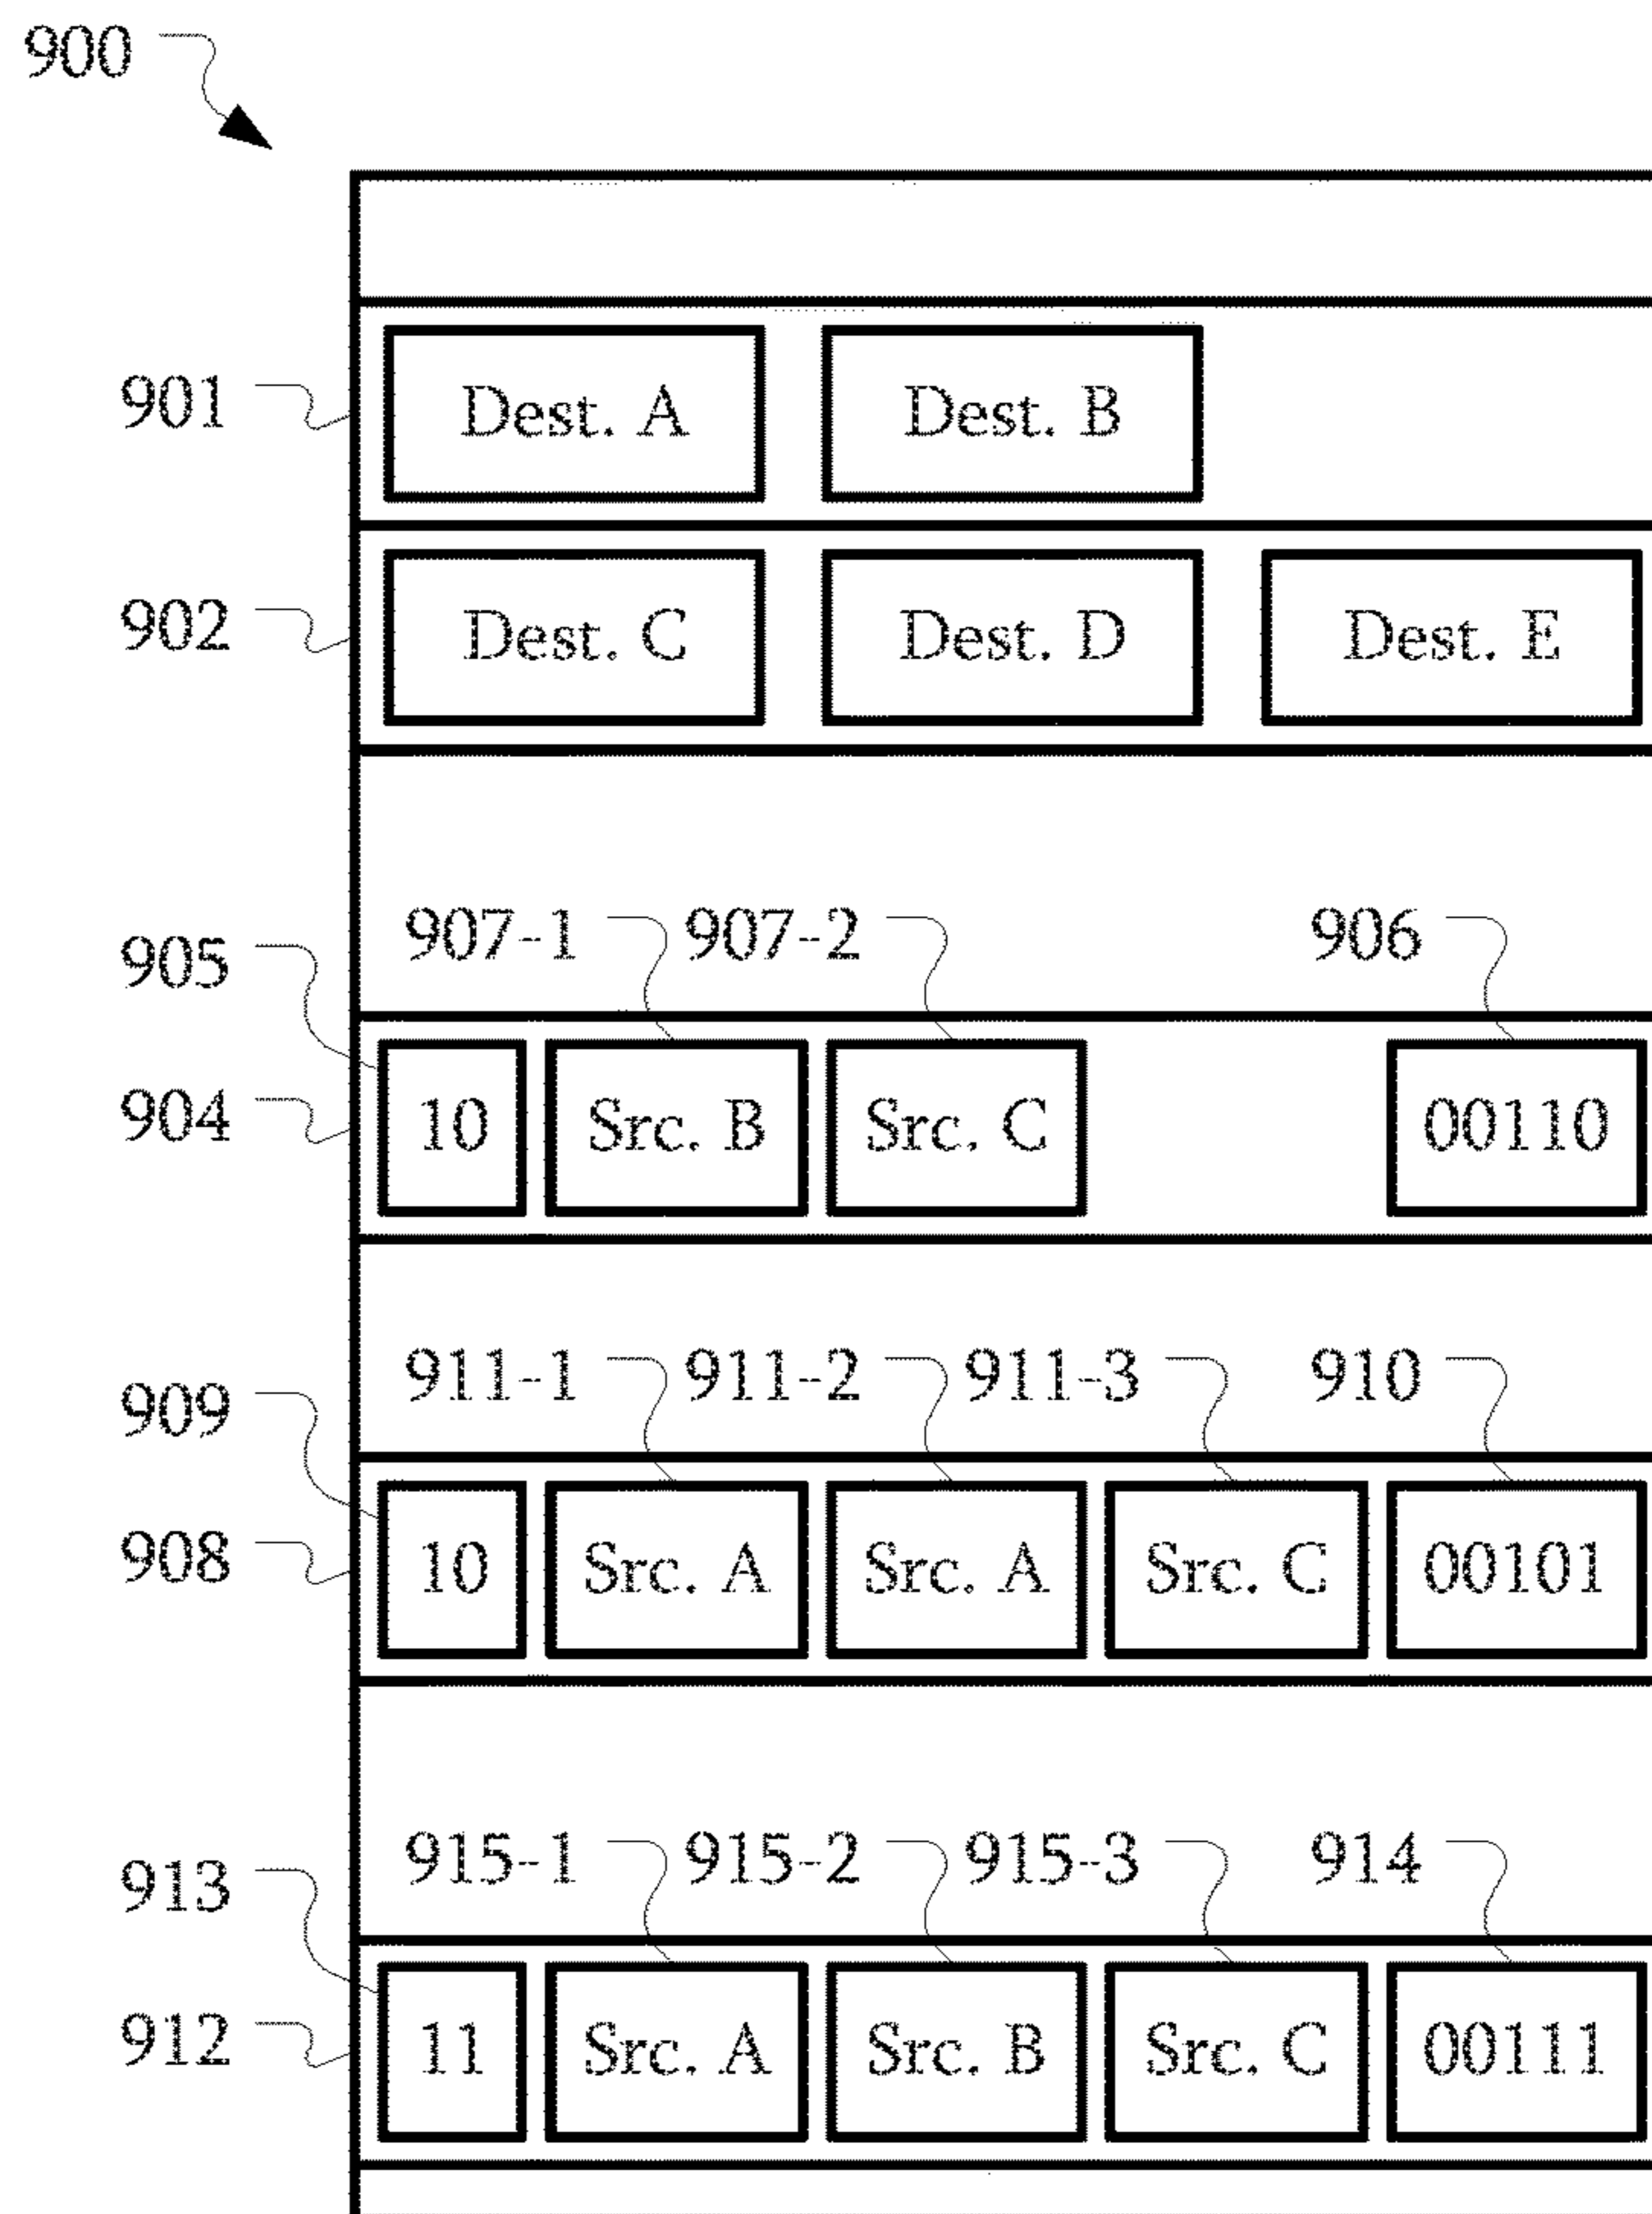 900
901 Dest. A Dest. B
902 Dest. C Dest. D Dest. E
905 907-1 907-2 906
904 10 Src. B Src. C 00110
909 911-1 911-2 911-3 910
908 10 Src. A Src. A Src. C 00101
913 915-1 915-2 915-3 914
912 11 Src. A Src. B Src. C 00111